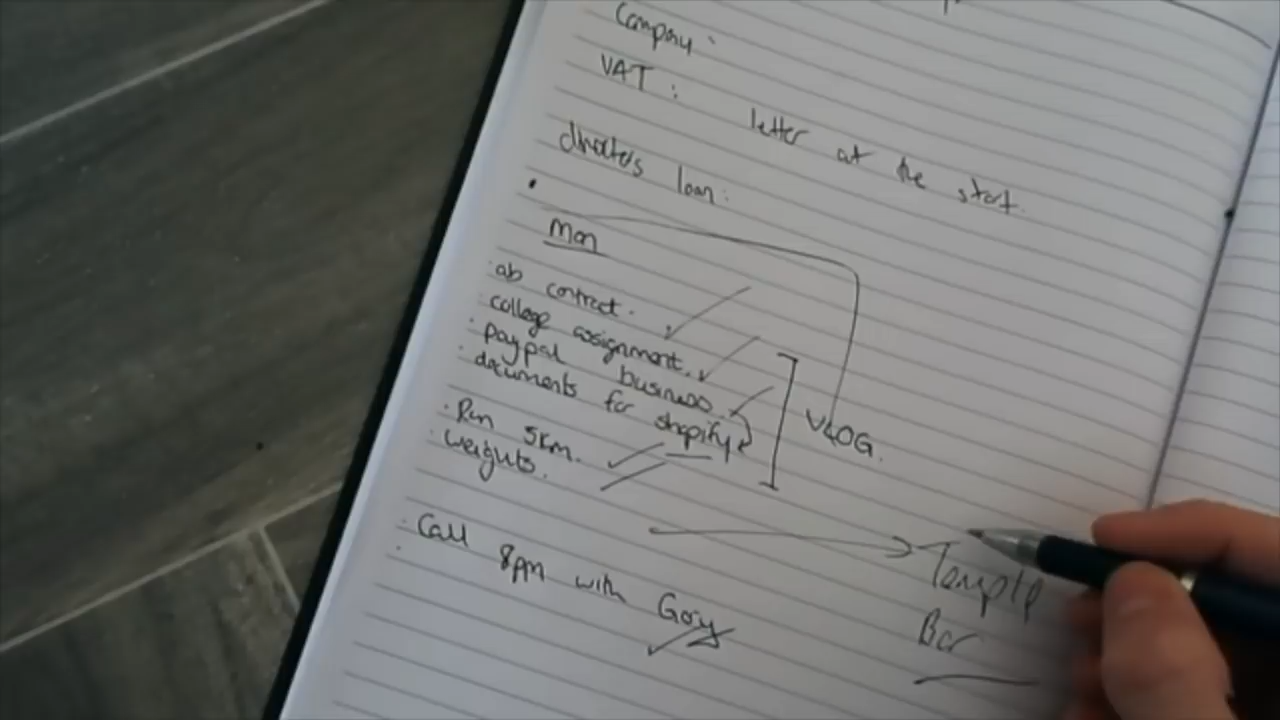 Company:
VAT: letter at the start.
directors loan:
Mon
ab contract.
college assignment.
paypal business.
documents for shopify
VLOG.
Run 5km.
weights.
Temple
Call 8pm with Gary
Bar